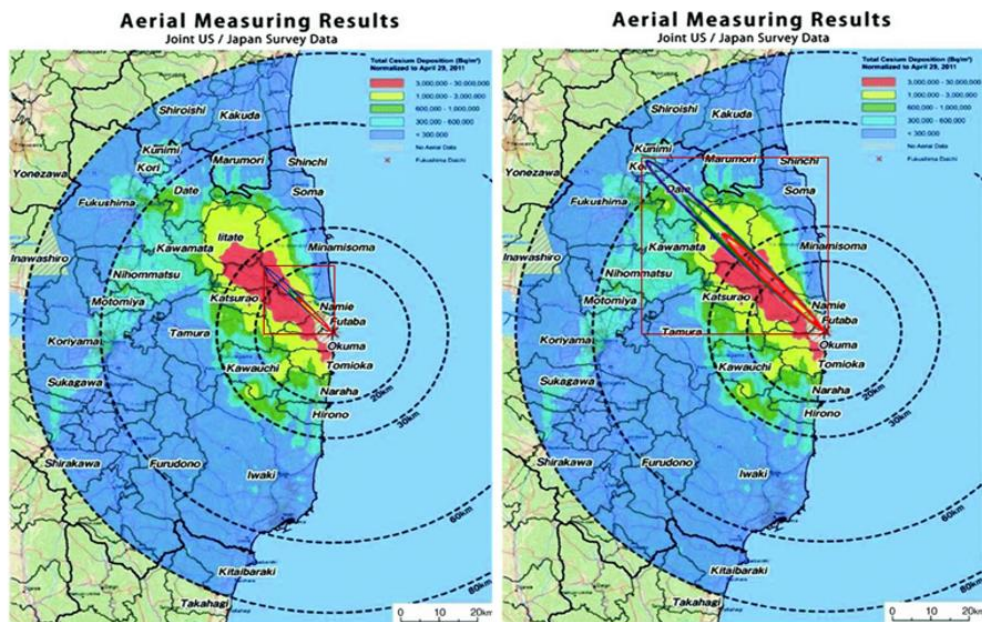 Aerial Measuring Results
Joint US / Japan Survey Data
Total Cesium Deposition (Bq/m²)
Normalized to April 29, 2011
3,000,000 - 30,000,000
1,000,000 - 3,000,000
600,000 - 1,000,000
300,000 - 600,000
< 300,000
No Aerial Data
Fukushima Daiichi
Shiroishi
Kakuda
Kunimi
Marumori
Shinchi
Yonezawa
Kori
Date
Soma
Fukushima
Iitate
Kawamata
Minamisoma
Inawashiro
Nihommatsu
Katsurao
Namie
Motomiya
Futaba
Tamura
Okuma
Koriyama
Kawauchi
Tomioka
Sukagawa
Naraha
20km
Hirono
30km
Shirakawa
Furudono
Iwaki
60km
Kitaibaraki
80km
Takahagi
0 10 20km
Aerial Measuring Results
Joint US / Japan Survey Data
Total Cesium Deposition (Bq/m²)
Normalized to April 29, 2011
3,000,000 - 30,000,000
1,000,000 - 3,000,000
600,000 - 1,000,000
300,000 - 600,000
< 300,000
No Aerial Data
Fukushima Daiichi
Shiroishi
Kakuda
Kunimi
Marumori
Shinchi
Yonezawa
Kori
Date
Soma
Fukushima
Kawamata
Minamisoma
Inawashiro
Nihommatsu
Katsurao
Namie
Motomiya
Futaba
Tamura
Okuma
Koriyama
Kawauchi
Tomioka
Sukagawa
Naraha
20km
Hirono
30km
Shirakawa
Furudono
Iwaki
60km
Kitaibaraki
80km
Takahagi
0 10 20km